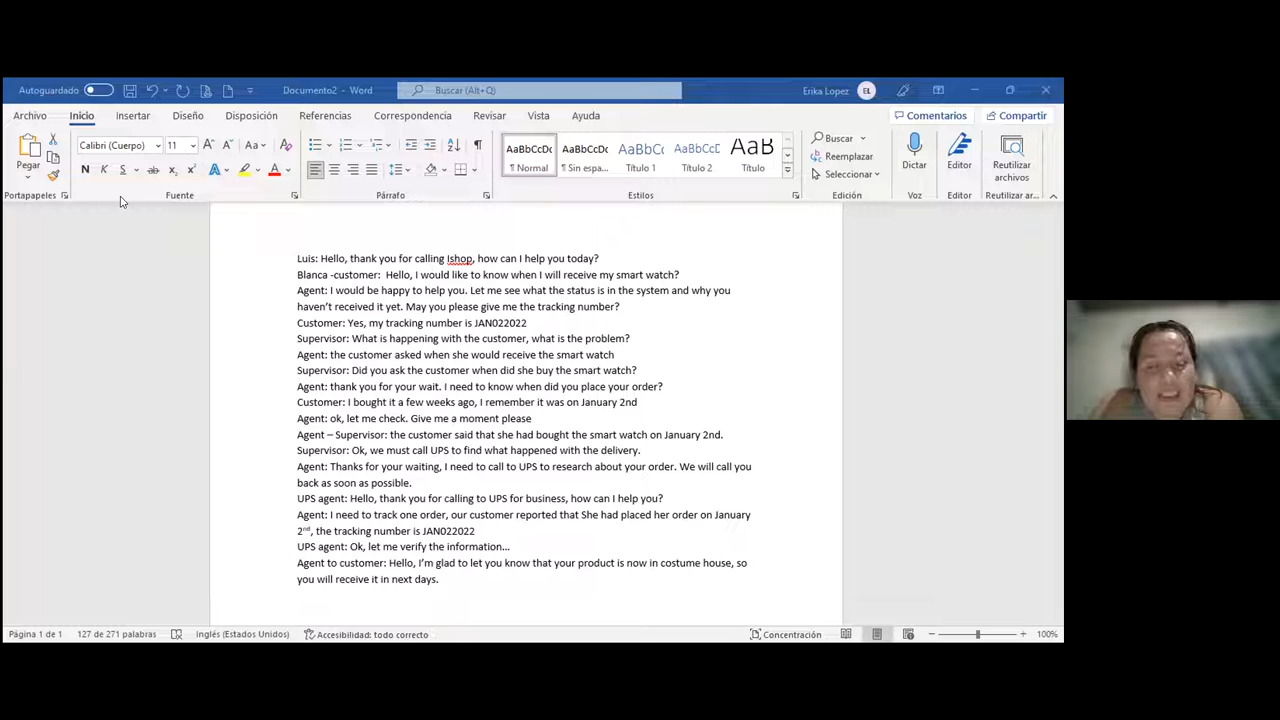 Autoguardado Documento2 - Word Buscar (Alt+Q) Erika Lopez EL
Archivo Inicio Insertar Diseño Disposición Referencias Correspondencia Revisar Vista Ayuda Comentarios Compartir
Calibri (Cuerpo) 11 Aa
Pegar
N K S ab x₂ x² A A
Portapapeles Fuente Párrafo
AaBbCcDc AaBbCcDc AaBbCc AaBbCcD AaB
¶ Normal ¶ Sin espa... Título 1 Título 2 Título
Estilos
Buscar
Reemplazar
Seleccionar
Edición
Dictar
Voz
Editor
Editor
Reutilizar
archivos
Reutilizar ar...
Luis: Hello, thank you for calling Ishop, how can I help you today?
Blanca -customer: Hello, I would like to know when I will receive my smart watch?
Agent: I would be happy to help you. Let me see what the status is in the system and why you
haven't received it yet. May you please give me the tracking number?
Customer: Yes, my tracking number is JAN022022
Supervisor: What is happening with the customer, what is the problem?
Agent: the customer asked when she would receive the smart watch
Supervisor: Did you ask the customer when did she buy the smart watch?
Agent: thank you for your wait. I need to know when did you place your order?
Customer: I bought it a few weeks ago, I remember it was on January 2nd
Agent: ok, let me check. Give me a moment please
Agent – Supervisor: the customer said that she had bought the smart watch on January 2nd.
Supervisor: Ok, we must call UPS to find what happened with the delivery.
Agent: Thanks for your waiting, I need to call to UPS to research about your order. We will call you
back as soon as possible.
UPS agent: Hello, thank you for calling to UPS for business, how can I help you?
Agent: I need to track one order, our customer reported that She had placed her order on January
2nd, the tracking number is JAN022022
UPS agent: Ok, let me verify the information...
Agent to customer: Hello, I'm glad to let you know that your product is now in costume house, so
you will receive it in next days.
Página 1 de 1 127 de 271 palabras Inglés (Estados Unidos) Accesibilidad: todo correcto Concentración 100%